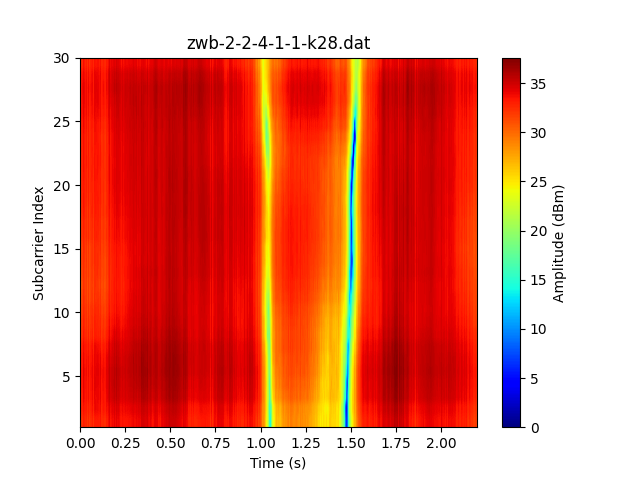 zwb-2-2-4-1-1-k28.dat
30
25
20
15
10
5
Subcarrier Index
0.00 0.25 0.50 0.75 1.00 1.25 1.50 1.75 2.00
Time (s)
35
30
25
20
15
10
5
0
Amplitude (dBm)